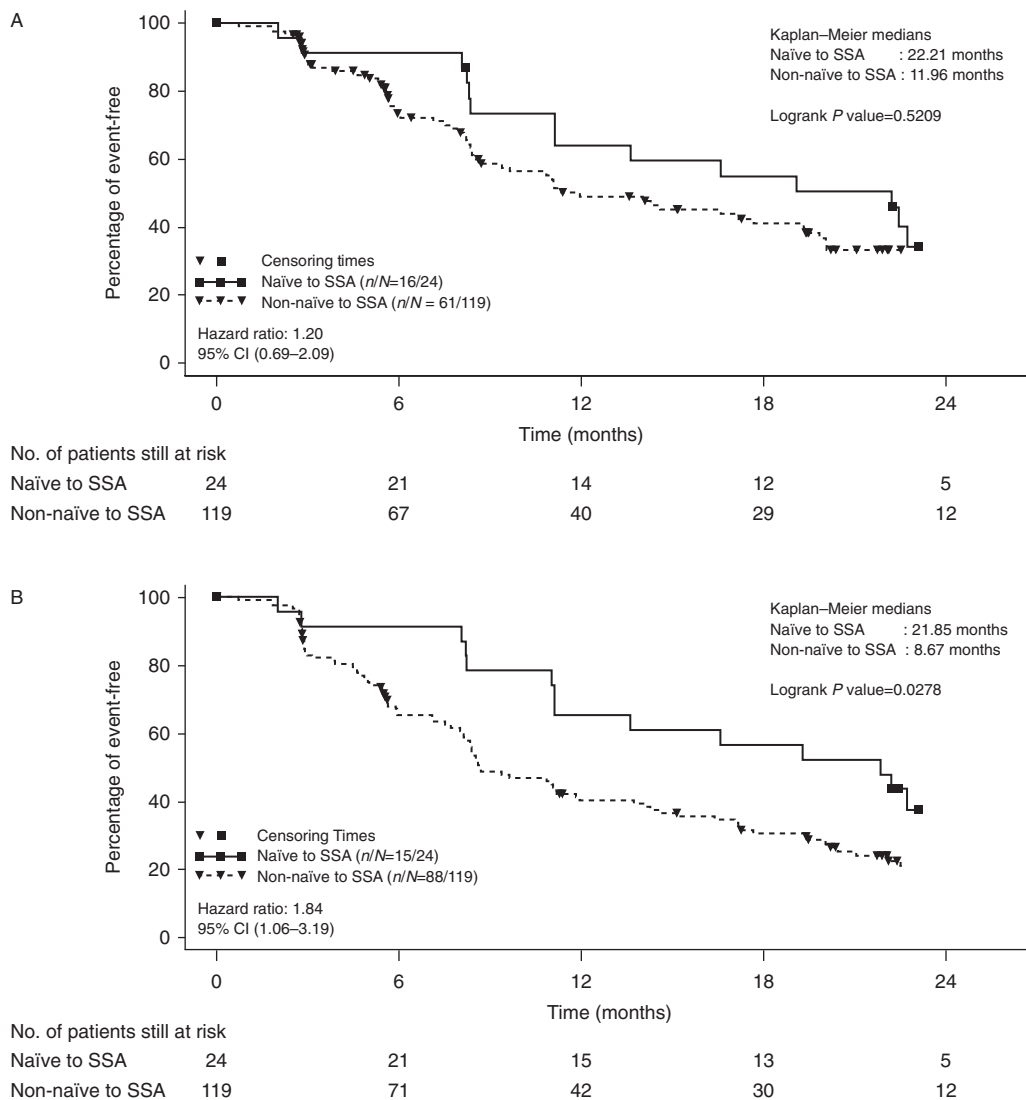 A
100
80
60
40
20
0
Percentage of event-free
Kaplan–Meier medians
Naïve to SSA : 22.21 months
Non-naïve to SSA : 11.96 months
Logrank P value=0.5209
Censoring times
Naïve to SSA (n/N=16/24)
Non-naïve to SSA (n/N = 61/119)
Hazard ratio: 1.20
95% CI (0.69–2.09)
0 6 12 18 24
Time (months)
No. of patients still at risk
Naïve to SSA 24 21 14 12 5
Non-naïve to SSA 119 67 40 29 12
B
100
80
60
40
20
0
Percentage of event-free
Kaplan–Meier medians
Naïve to SSA : 21.85 months
Non-naïve to SSA : 8.67 months
Logrank P value=0.0278
Censoring Times
Naïve to SSA (n/N=15/24)
Non-naïve to SSA (n/N=88/119)
Hazard ratio: 1.84
95% CI (1.06–3.19)
0 6 12 18 24
Time (months)
No. of patients still at risk
Naïve to SSA 24 21 15 13 5
Non-naïve to SSA 119 71 42 30 12